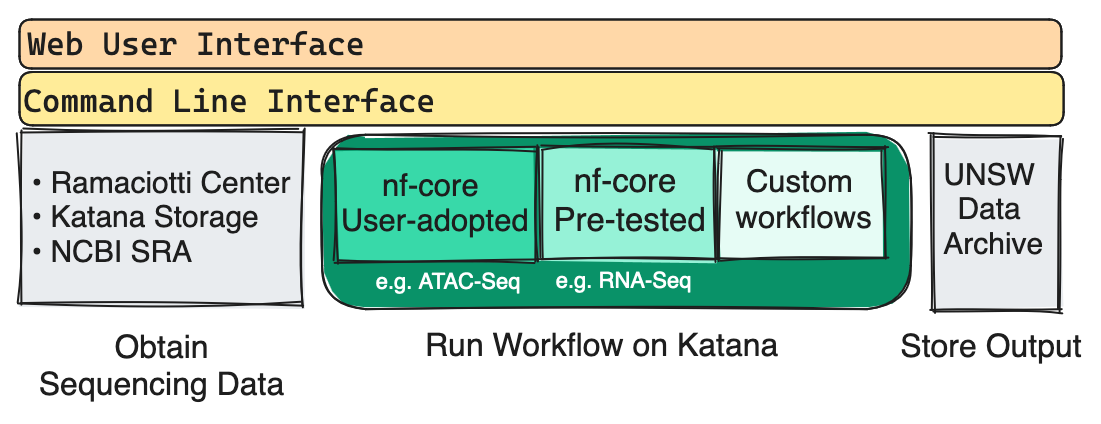 Web User Interface
Command Line Interface
• Ramaciotti Center
• Katana Storage
• NCBI SRA
nf-core
User-adopted
nf-core
Pre-tested
Custom
workflows
e.g. ATAC-Seq
e.g. RNA-Seq
UNSW
Data
Archive
Obtain
Sequencing Data
Run Workflow on Katana
Store Output